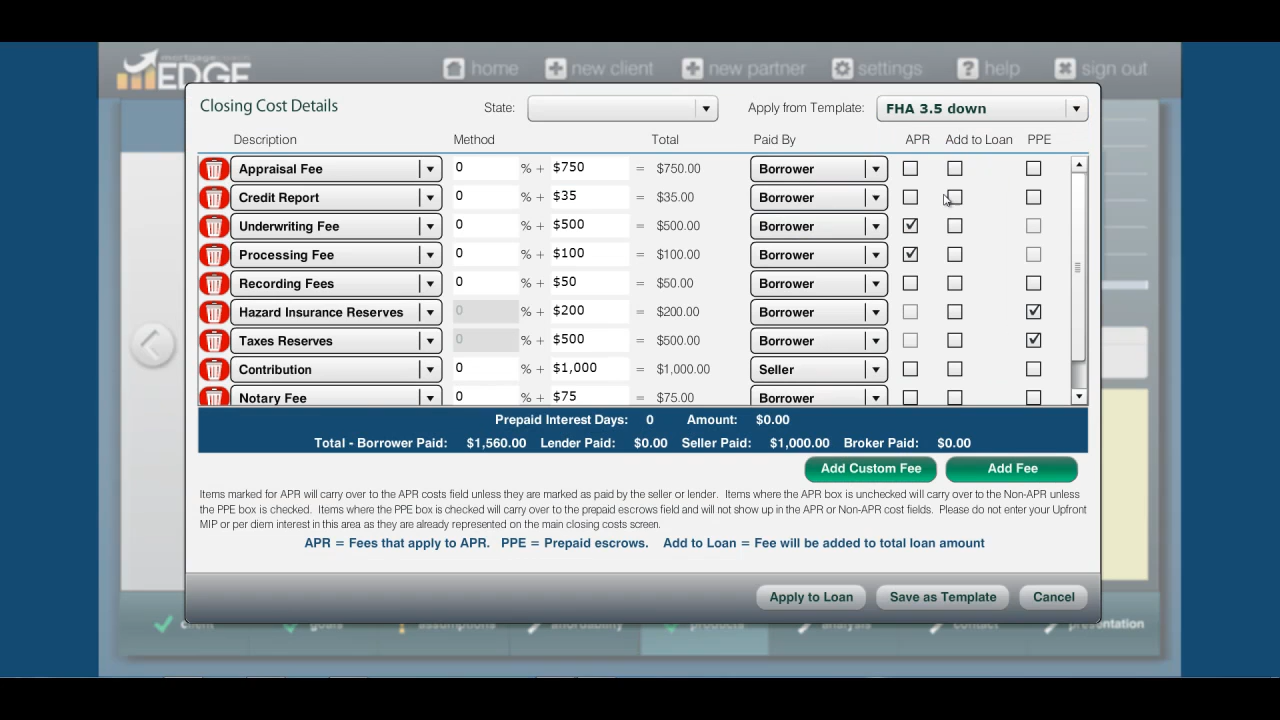 mortgage
EDGE
home new client new partner settings help sign out
Closing Cost Details State: Apply from Template: FHA 3.5 down
Description Method Total Paid By APR Add to Loan PPE
Appraisal Fee 0 % + $750 = $750.00 Borrower
Credit Report 0 % + $35 = $35.00 Borrower
Underwriting Fee 0 % + $500 = $500.00 Borrower
Processing Fee 0 % + $100 = $100.00 Borrower
Recording Fees 0 % + $50 = $50.00 Borrower
Hazard Insurance Reserves 0 % + $200 = $200.00 Borrower
Taxes Reserves 0 % + $500 = $500.00 Borrower
Contribution 0 % + $1,000 = $1,000.00 Seller
Notary Fee 0 % + $75 = $75.00 Borrower
Prepaid Interest Days: 0 Amount: $0.00
Total - Borrower Paid: $1,560.00 Lender Paid: $0.00 Seller Paid: $1,000.00 Broker Paid: $0.00
Add Custom Fee Add Fee
Items marked for APR will carry over to the APR costs field unless they are marked as paid by the seller or lender. Items where the APR box is unchecked will carry over to the Non-APR unless
the PPE box is checked. Items where the PPE box is checked will carry over to the prepaid escrows field and will not show up in the APR or Non-APR cost fields. Please do not enter your Upfront
MIP or per diem interest in this area as they are already represented on the main closing costs screen.
APR = Fees that apply to APR. PPE = Prepaid escrows. Add to Loan = Fee will be added to total loan amount
Apply to Loan Save as Template Cancel
client goals assumptions affordability products analysis contact presentation